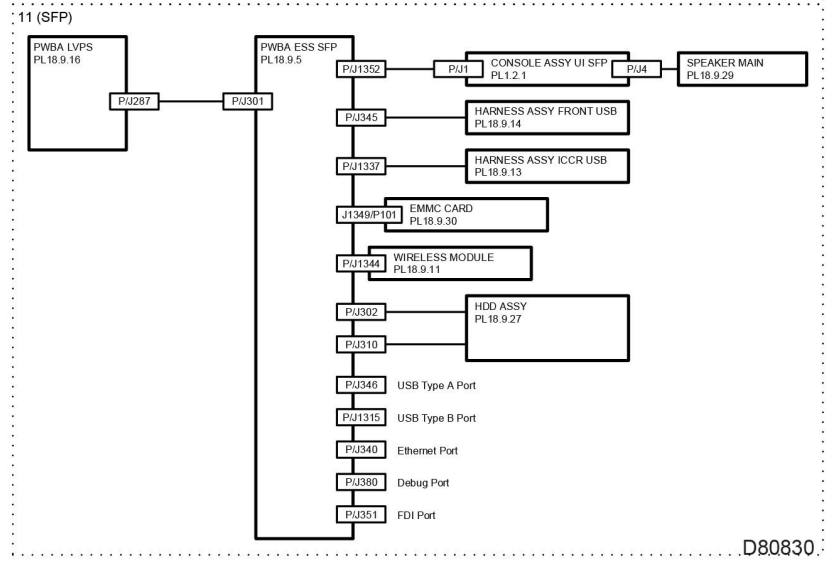 11 (SFP)
PWBA LVPS
PL18.9.16
P/J287
P/J301
PWBA ESS SFP
PL18.9.5
P/J1352
P/J1
CONSOLE ASSY UI SFP
PL1.2.1
P/J4
SPEAKER MAIN
PL18.9.29
P/J345
HARNESS ASSY FRONT USB
PL18.9.14
P/J1337
HARNESS ASSY ICCR USB
PL18.9.13
J1349/P101
EMMC CARD
PL18.9.30
P/J1344
WIRELESS MODULE
PL18.9.11
P/J302
HDD ASSY
PL18.9.27
P/J310
P/J346 USB Type A Port
P/J1315 USB Type B Port
P/J340 Ethernet Port
P/J380 Debug Port
P/J351 FDI Port
D80830